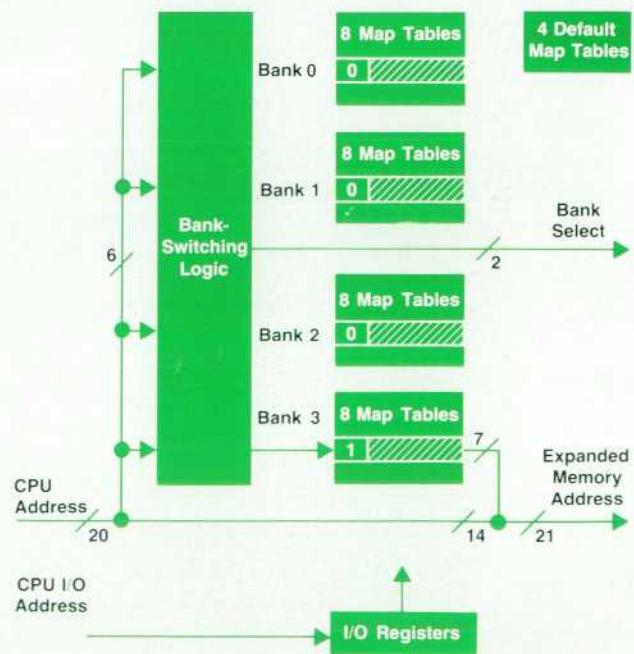 8 Map Tables
4 Default
Map Tables
Bank 0
0
8 Map Tables
Bank 1
0
Bank-
Switching
Logic
Bank
Select
6
2
8 Map Tables
Bank 2
0
Bank 3
8 Map Tables
1
7
Expanded
Memory
Address
CPU
Address
20
14
21
CPU I/O
Address
I/O Registers